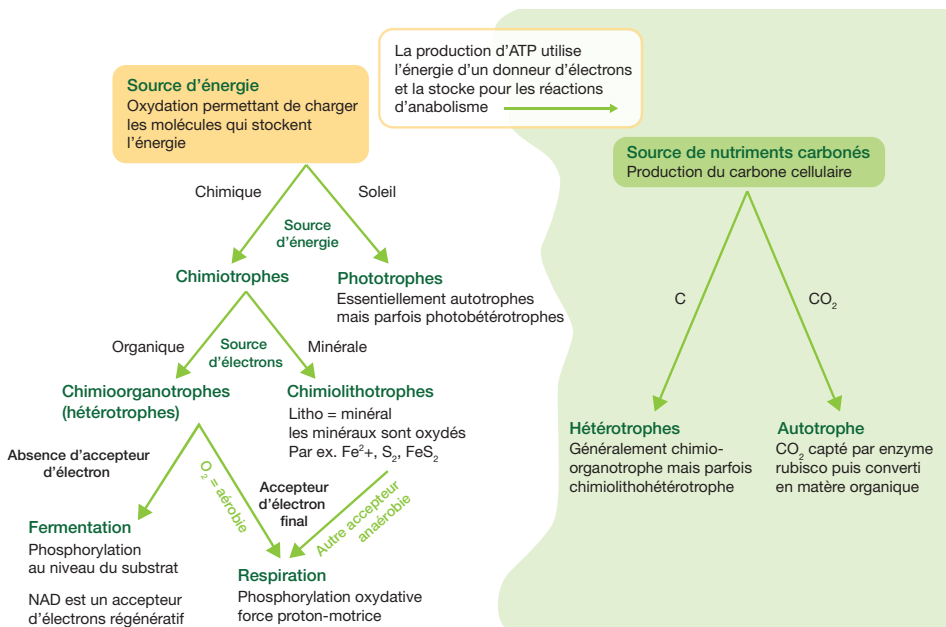 La production d'ATP utilise
l'énergie d'un donneur d'électrons
et la stocke pour les réactions
d'anabolisme
Source d'énergie
Oxydation permettant de charger
les molécules qui stockent
l'énergie
Chimique
Soleil
Source
d'énergie
Chimiotrophes
Phototrophes
Essentiellement autotrophes
mais parfois photobétérotrophes
Organique
Source
d'électrons
Minérale
Chimioorganotrophes
(hétérotrophes)
Chimiolithotrophes
Litho = minéral
les minéraux sont oxydés
Par ex. Fe²+, S₂, FeS₂
Absence d'accepteur
d'électron
O₂ = aérobie
Accepteur
d'électron
final
Autre accepteur
anaérobie
Fermentation
Phosphorylation
au niveau du substrat
NAD est un accepteur
d'électrons régénératif
Respiration
Phosphorylation oxydative
force proton-motrice
Source de nutriments carbonés
Production du carbone cellulaire
C
CO₂
Hétérotrophes
Généralement chimio-
organotrophe mais parfois
chimiolithohétérotrophe
Autotrophe
CO₂ capté par enzyme
rubisco puis converti
en matère organique